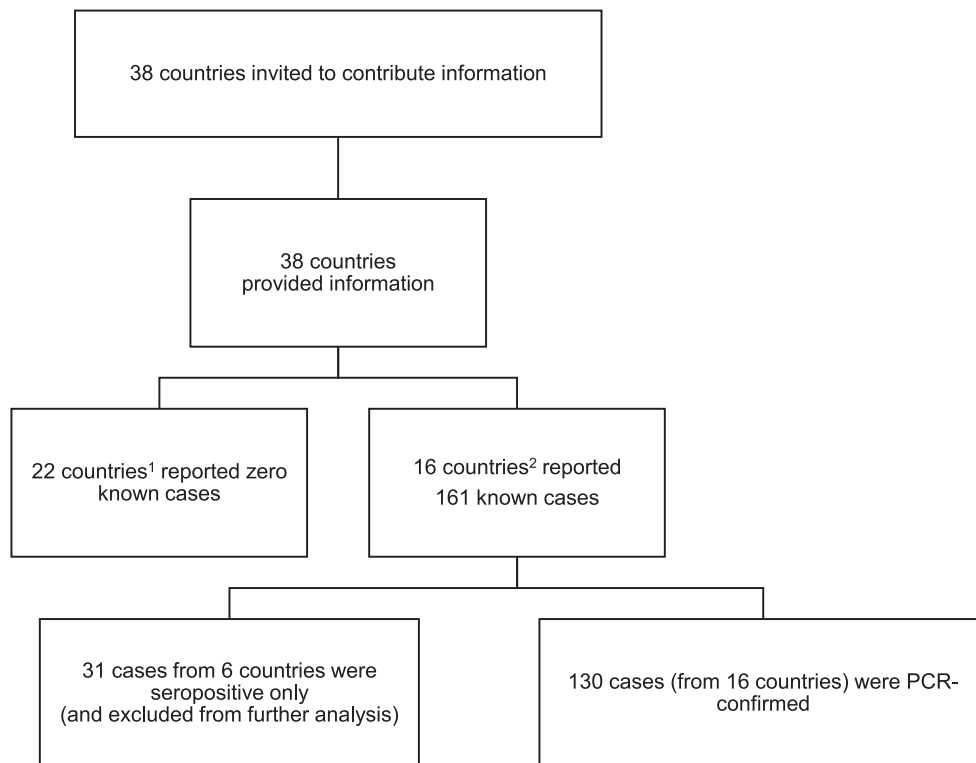 38 countries invited to contribute information
38 countries
provided information
22 countries¹ reported zero
known cases
16 countries² reported
161 known cases
31 cases from 6 countries were
seropositive only
(and excluded from further analysis)
130 cases (from 16 countries) were PCR-
confirmed